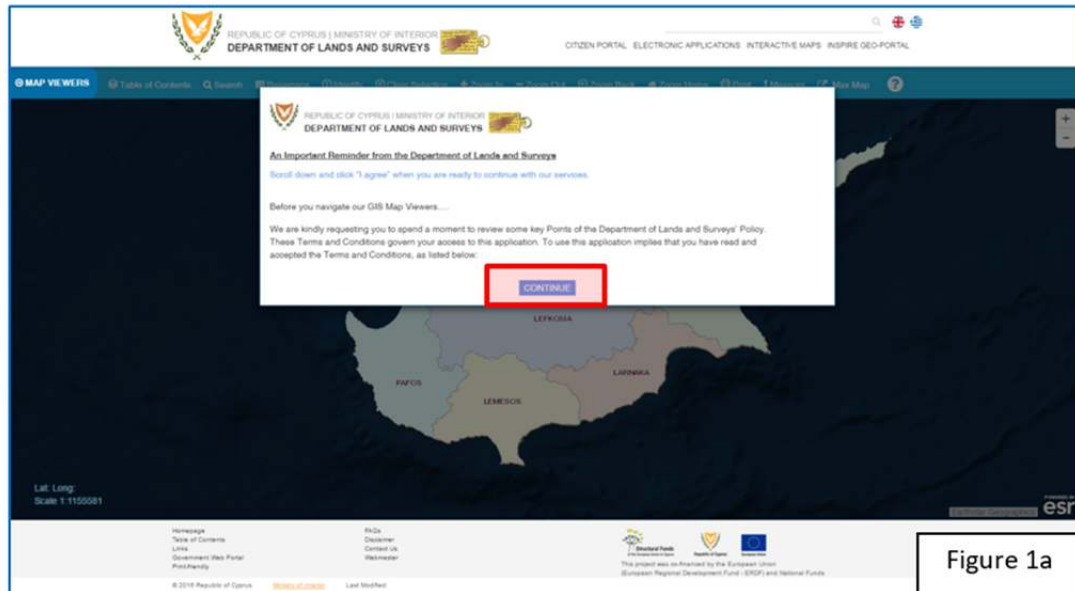 REPUBLIC OF CYPRUS | MINISTRY OF INTERIOR
DEPARTMENT OF LANDS AND SURVEYS
CITIZEN PORTAL ELECTRONIC APPLICATIONS INTERACTIVE MAPS INSPIRE GEO-PORTAL
MAP VIEWERS Table of Contents Search Identify Clear Selection Zoom In Zoom Out Zoom Back Zoom Home Print Measure Max Map ?
REPUBLIC OF CYPRUS | MINISTRY OF INTERIOR
DEPARTMENT OF LANDS AND SURVEYS
An Important Reminder from the Department of Lands and Surveys
Scroll down and click "I agree" when you are ready to continue with our services.
Before you navigate our GIS Map Viewers....
We are kindly requesting you to spend a moment to review some key Points of the Department of Lands and Surveys' Policy.
These Terms and Conditions govern your access to this application. To use this application implies that you have read and
accepted the Terms and Conditions, as listed below:
CONTINUE
LEFKOSIA
PAFOS
LARNAKA
LEMESOS
Lat: Long:
Scale 1:1155581
POWERED BY
esri
Homepage
Table of Contents
Links
Government Web Portal
Print-friendly
FAQs
Disclaimer
Contact Us
Webmaster
Structural Funds
Republic of Cyprus
European Union
This project was co-financed by the European Union
(European Regional Development Fund - ERDF) and National Funds
© 2016 Republic of Cyprus Ministry of Interior Last Modified:
Figure 1a